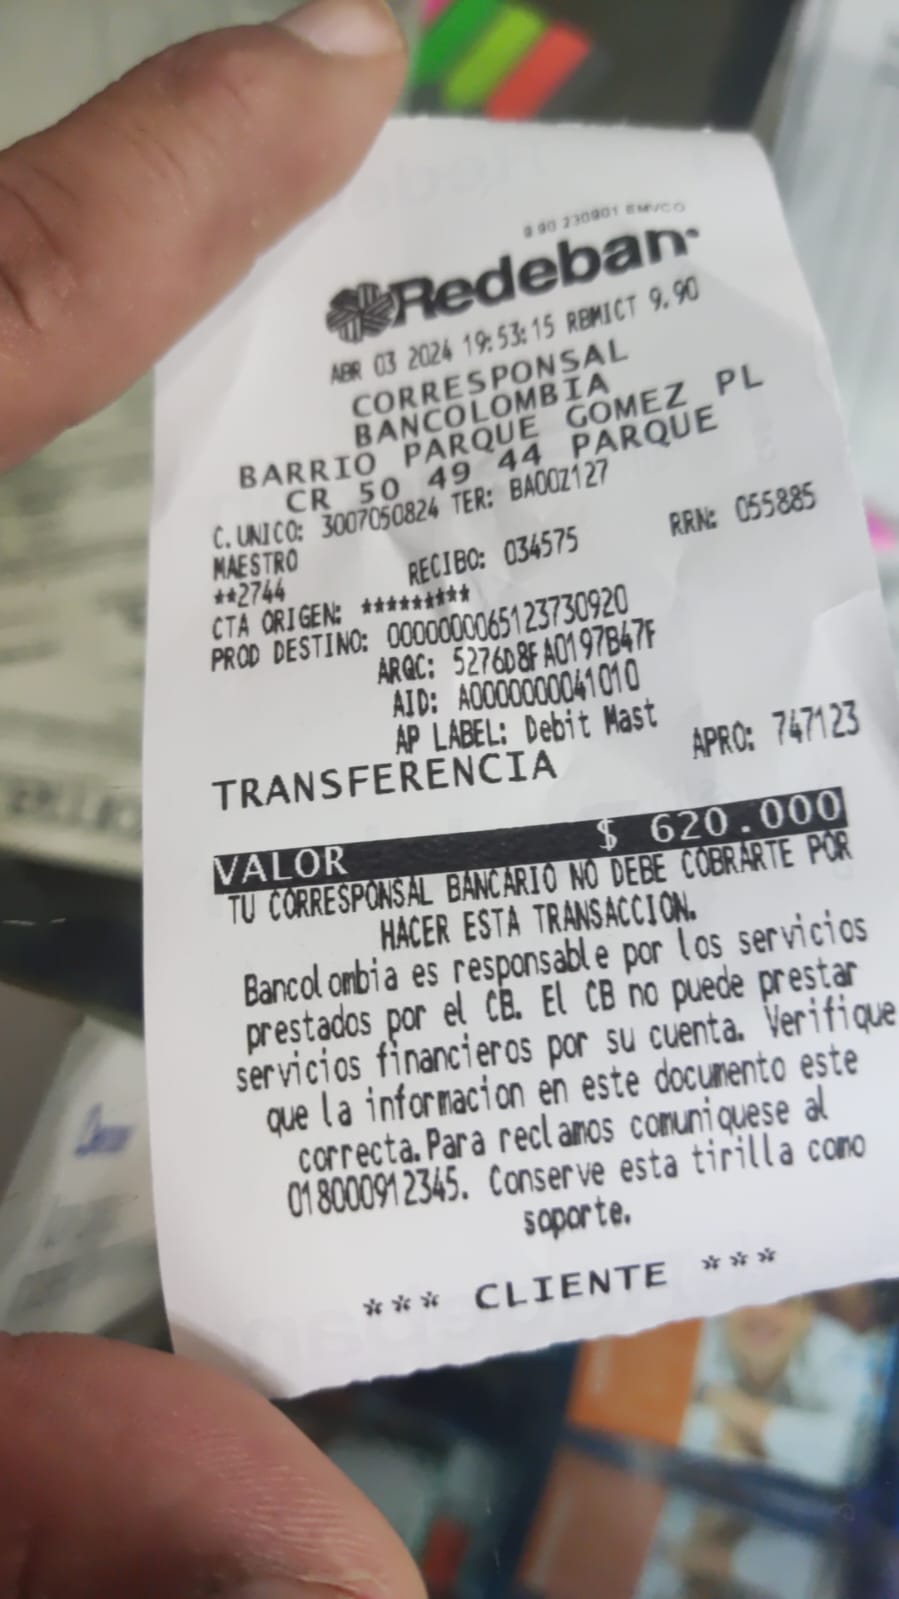 9.90 230901 EMVCO
Redeban
ABR 03 2024 19:53:15 RBMICT 9.90
CORRESPONSAL
BANCOLOMBIA
BARRIO PARQUE GOMEZ PL
CR 50 49 44 PARQUE
C.UNICO: 3007050824 TER: BA00Z127
MAESTRO
**2744 RECIBO: 034575 RRN: 055885
CTA ORIGEN: *********
PROD DESTINO: 0000000065123730920
ARQC: 5276D8FA0197B47F
AID: A0000000041010
AP LABEL: Debit Mast
TRANSFERENCIA APRO: 747123
VALOR $ 620.000
TU CORRESPONSAL BANCARIO NO DEBE COBRARTE POR
HACER ESTA TRANSACCION.
Bancolombia es responsable por los servicios
prestados por el CB. El CB no puede prestar
servicios financieros por su cuenta. Verifique
que la informacion en este documento este
correcta.Para reclamos comuniquese al
018000912345. Conserve esta tirilla como
soporte.
*** CLIENTE ***